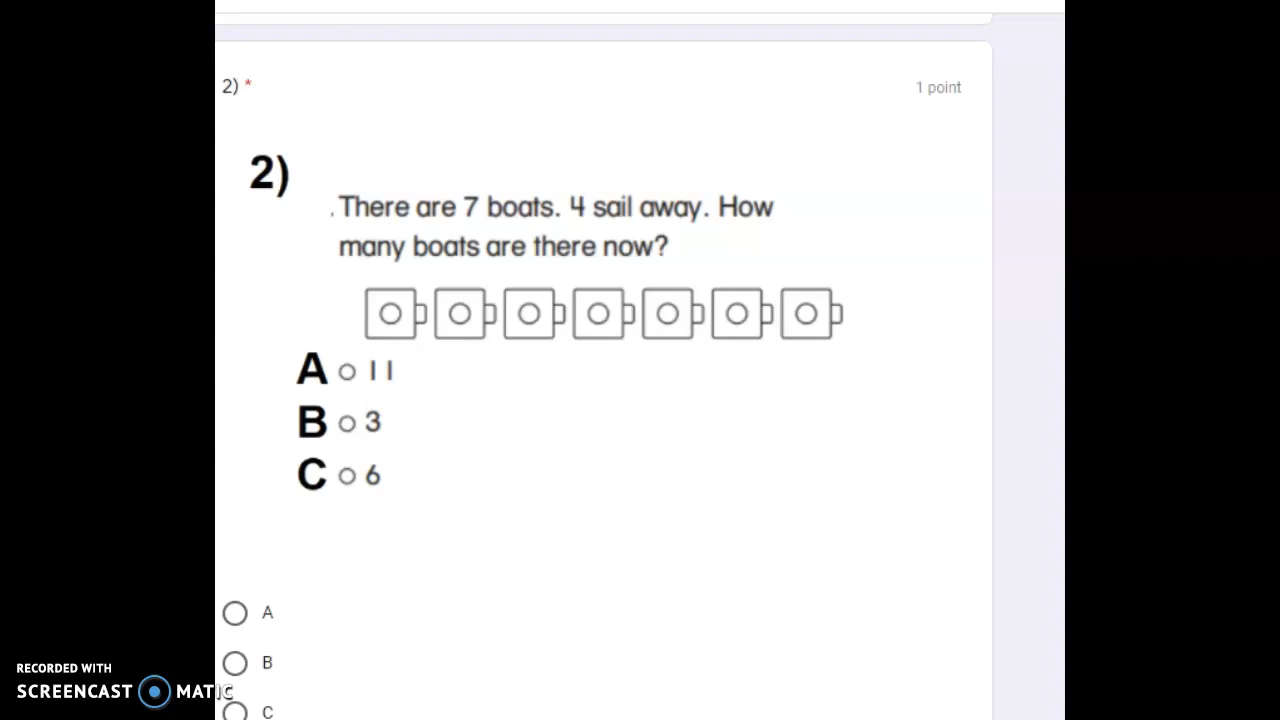 2) *
1 point
2)
. There are 7 boats. 4 sail away. How
many boats are there now?
A 11
B 3
C 6
A
B
C
RECORDED WITH
SCREENCAST MATIC